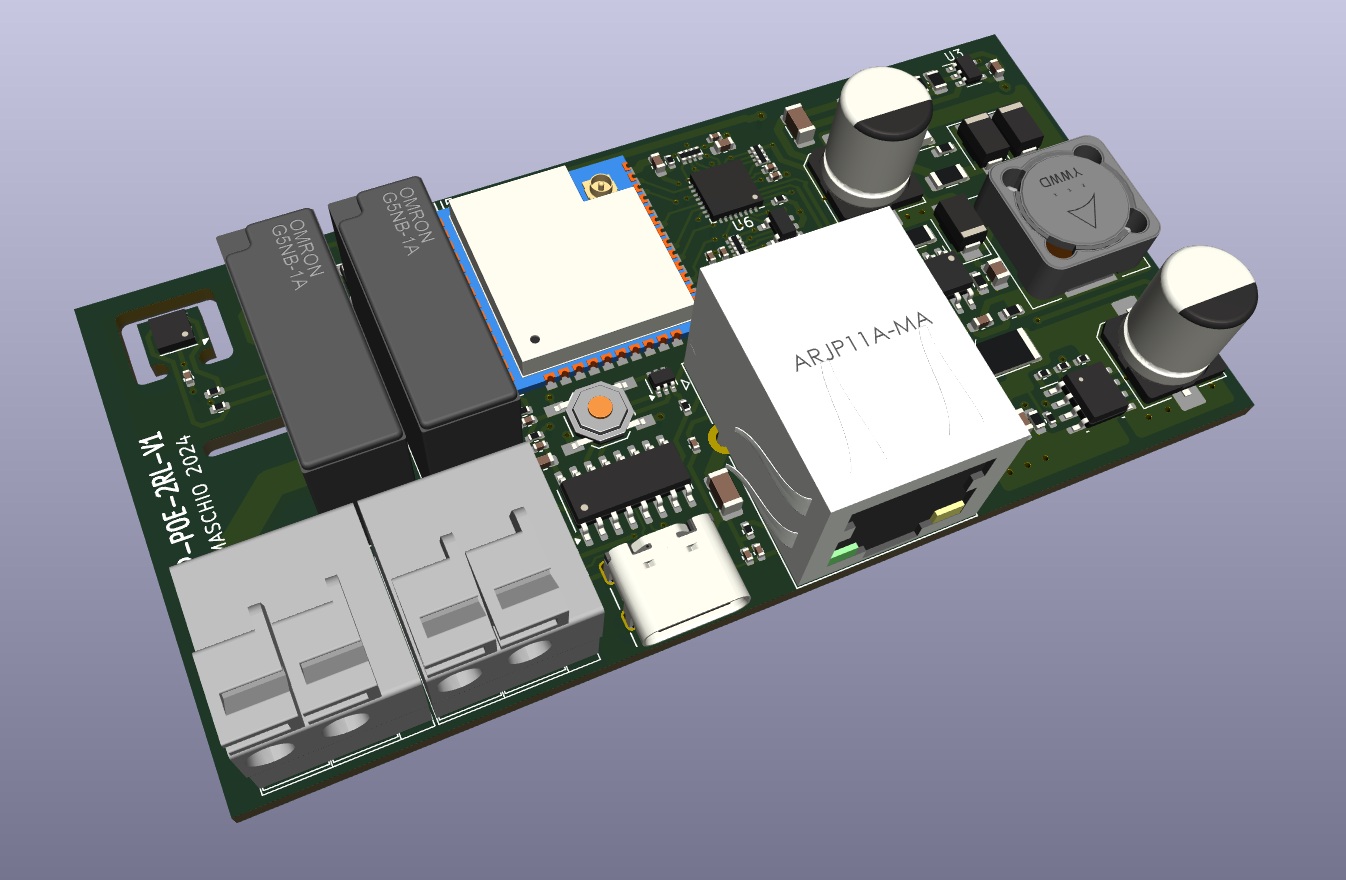 U3
YWWD
OMRON
G5NB-1A
OMRON
G5NB-1A
U6
ARJP11A-MA
P-POE-2RL-V1
MASCHIO 2024